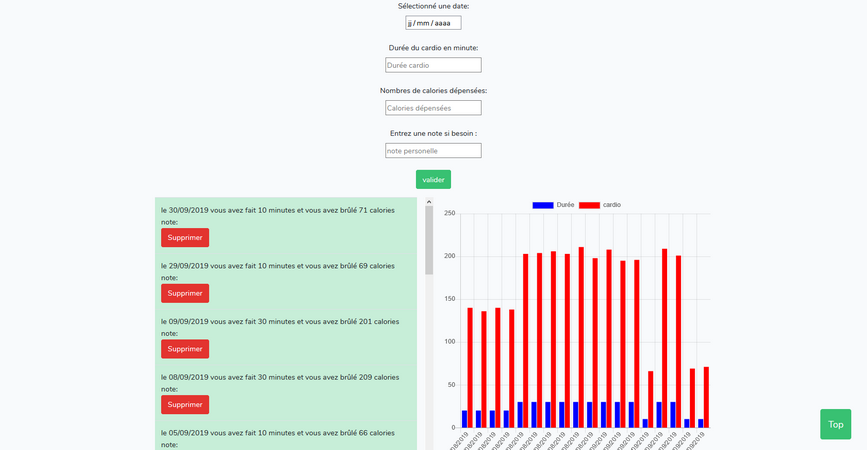 Sélectionné une date:
jj / mm / aaaa
Durée du cardio en minute:
Durée cardio
Nombres de calories dépensées:
Calories dépensées
Entrez une note si besoin :
note personelle
valider
le 30/09/2019 vous avez fait 10 minutes et vous avez brûlé 71 calories
note:
Supprimer
le 29/09/2019 vous avez fait 10 minutes et vous avez brûlé 69 calories
note:
Supprimer
le 09/09/2019 vous avez fait 30 minutes et vous avez brûlé 201 calories
note:
Supprimer
le 08/09/2019 vous avez fait 30 minutes et vous avez brûlé 209 calories
note:
Supprimer
le 05/09/2019 vous avez fait 10 minutes et vous avez brûlé 66 calories
note:
Durée cardio
250
200
150
100
50
0
Top